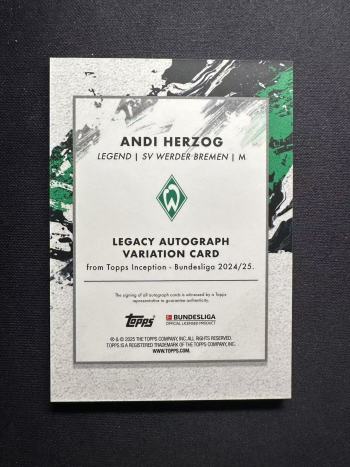 ANDI HERZOG
LEGEND | SV WERDER BREMEN | M
W
LEGACY AUTOGRAPH
VARIATION CARD
from Topps Inception - Bundesliga 2024/25.
The signing of all autograph cards is witnessed by a Topps
representative to guarantee authenticity.
Topps BUNDESLIGA
OFFICIAL LICENSED PRODUCT
® & © 2025 THE TOPPS COMPANY, INC. ALL RIGHTS RESERVED.
TOPPS IS A REGISTERED TRADEMARK OF THE TOPPS COMPANY, INC.
WWW.TOPPS.COM.